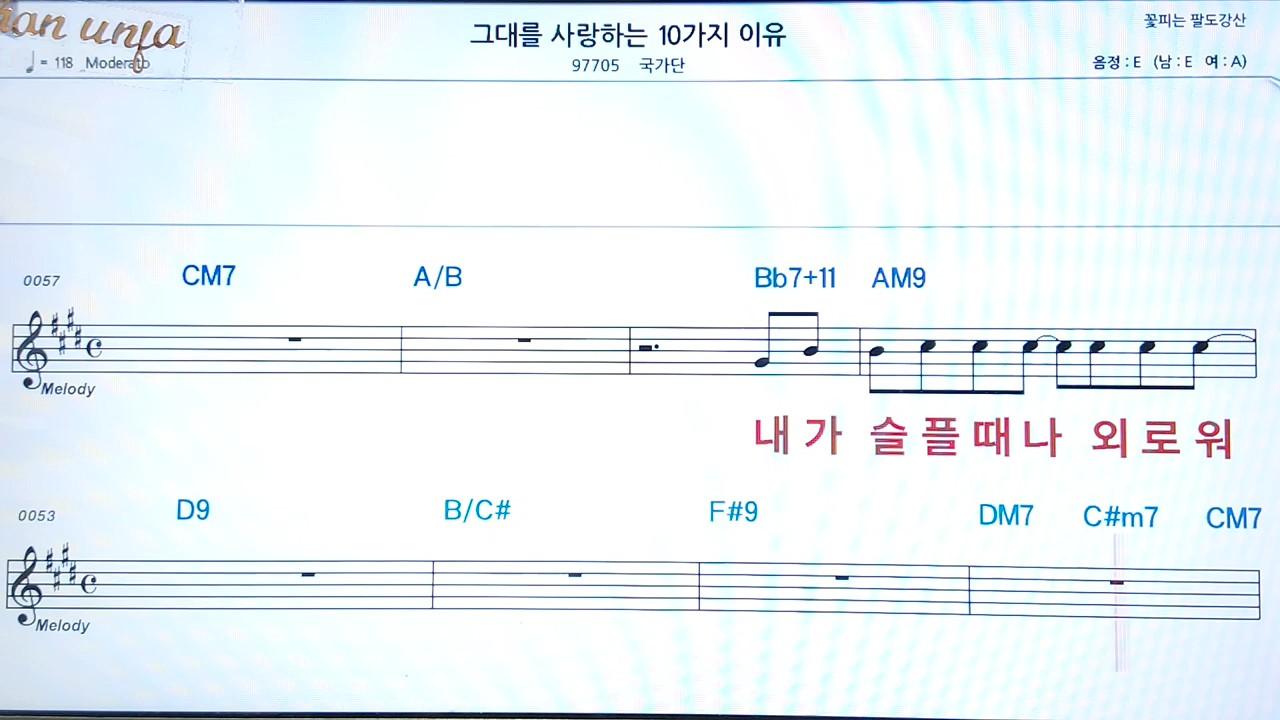 그대를 사랑하는 10가지 이유
꽃피는 팔도강산
♩ = 118 Moderato
97705 국가단
음정 : E (남 : E 여 : A)
0057 CM7 A/B Bb7+11 AM9
Melody
내 가 슬 플 때 나 외 로 워
0053 D9 B/C# F#9 DM7 C#m7 CM7
Melody